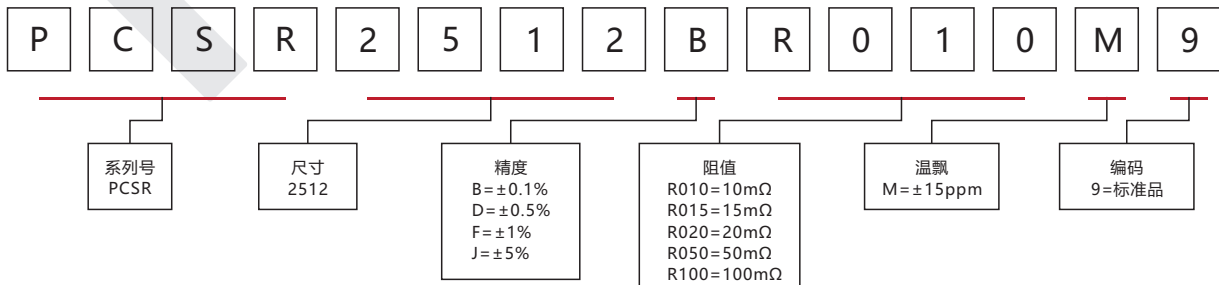 P C S R 2 5 1 2 B R 0 1 0 M 9
系列号
PCSR
尺寸
2512
精度
B=±0.1%
D=±0.5%
F=±1%
J=±5%
阻值
R010=10mΩ
R015=15mΩ
R020=20mΩ
R050=50mΩ
R100=100mΩ
温飘
M=±15ppm
编码
9=标准品